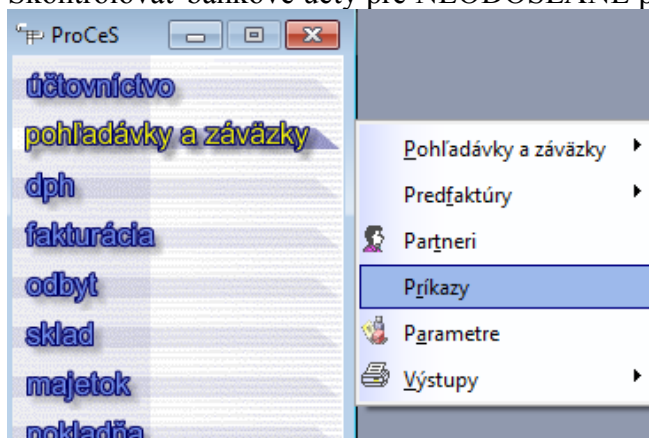 Skontrolovať bankové účty pre NEODOSLANÉ p
ProCeS
účtovníctvo
pohľadávky a záväzky
dph
fakturácia
odbyt
sklad
majetok
pokladňa
Pohľadávky a záväzky
Predfaktúry
Partneri
Príkazy
Parametre
Výstupy